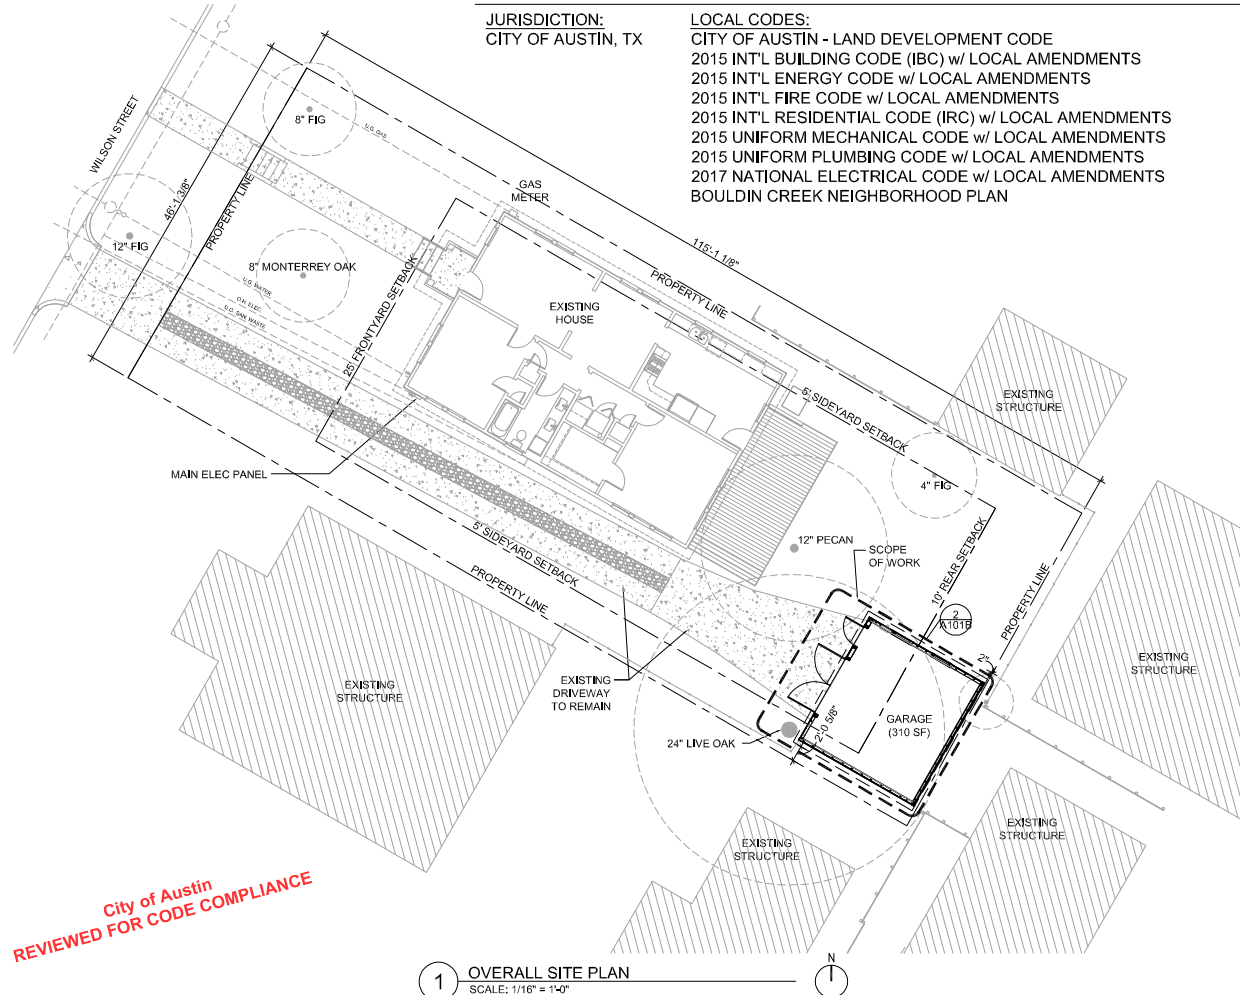 JURISDICTION:
CITY OF AUSTIN, TX
LOCAL CODES:
CITY OF AUSTIN - LAND DEVELOPMENT CODE
2015 INT'L BUILDING CODE (IBC) w/ LOCAL AMENDMENTS
2015 INT'L ENERGY CODE w/ LOCAL AMENDMENTS
2015 INT'L FIRE CODE w/ LOCAL AMENDMENTS
2015 INT'L RESIDENTIAL CODE (IRC) w/ LOCAL AMENDMENTS
2015 UNIFORM MECHANICAL CODE w/ LOCAL AMENDMENTS
2015 UNIFORM PLUMBING CODE w/ LOCAL AMENDMENTS
2017 NATIONAL ELECTRICAL CODE w/ LOCAL AMENDMENTS
BOULDIN CREEK NEIGHBORHOOD PLAN
WILSON STREET
8" FIG
U.G. GAS
46'-1 3/8"
PROPERTY LINE
GAS
METER
12" FIG
8" MONTERREY OAK
U.G. WATER
O.H. ELEC.
U.G. SAN. WASTE
25' FRONTYARD SETBACK
115'-1 1/8"
PROPERTY LINE
EXISTING
HOUSE
5' SIDEYARD SETBACK
EXISTING
STRUCTURE
MAIN ELEC PANEL
4" FIG
5' SIDEYARD SETBACK
PROPERTY LINE
12" PECAN
SCOPE
OF WORK
10' REAR SETBACK
PROPERTY LINE
2
A101B
2"
EXISTING
STRUCTURE
EXISTING
STRUCTURE
EXISTING
DRIVEWAY
TO REMAIN
24" LIVE OAK
2'-0 5/8"
GARAGE
(310 SF)
EXISTING
STRUCTURE
EXISTING
STRUCTURE
City of Austin
REVIEWED FOR CODE COMPLIANCE
1
OVERALL SITE PLAN
SCALE: 1/16" = 1'-0"
N